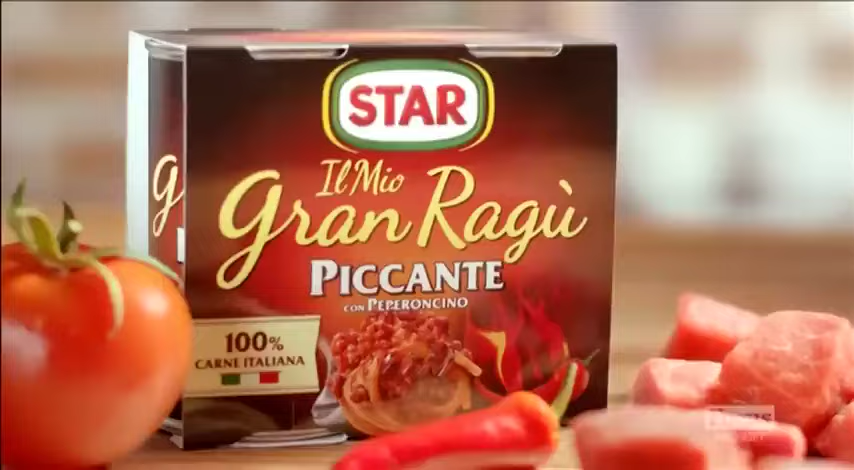 STAR
Il Mio
Gran Ragù
PICCANTE
CON PEPERONCINO
100%
CARNE ITALIANA
g